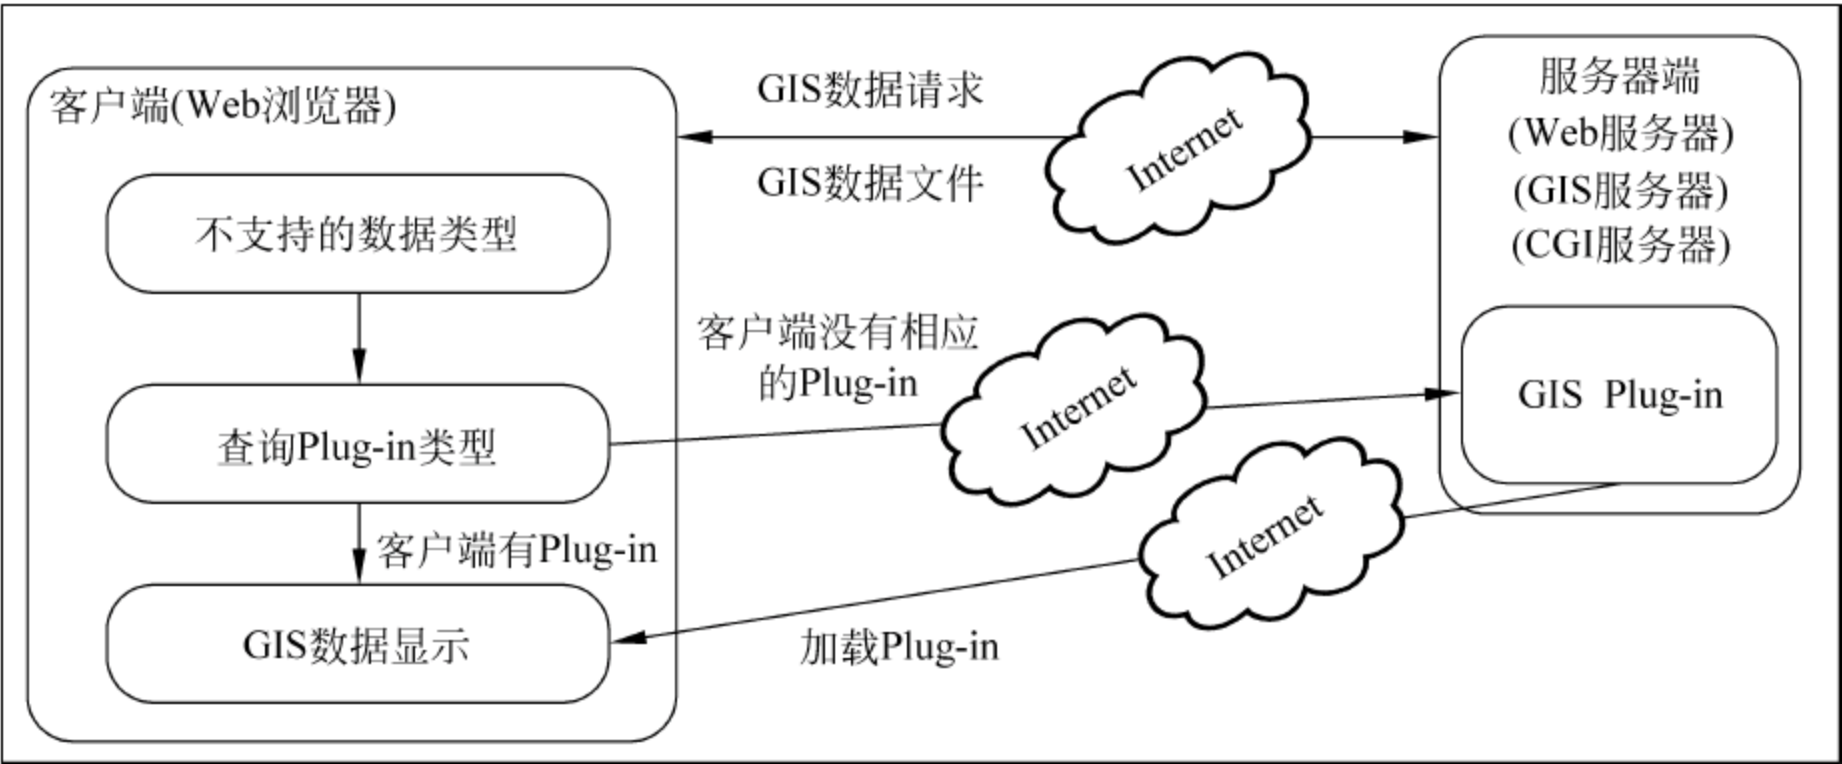 客户端(Web浏览器)
不支持的数据类型
查询Plug-in类型
客户端有Plug-in
GIS数据显示
GIS数据请求
GIS数据文件
Internet
客户端没有相应
的Plug-in
Internet
Internet
加载Plug-in
服务器端
(Web服务器)
(GIS服务器)
(CGI服务器)
GIS Plug-in